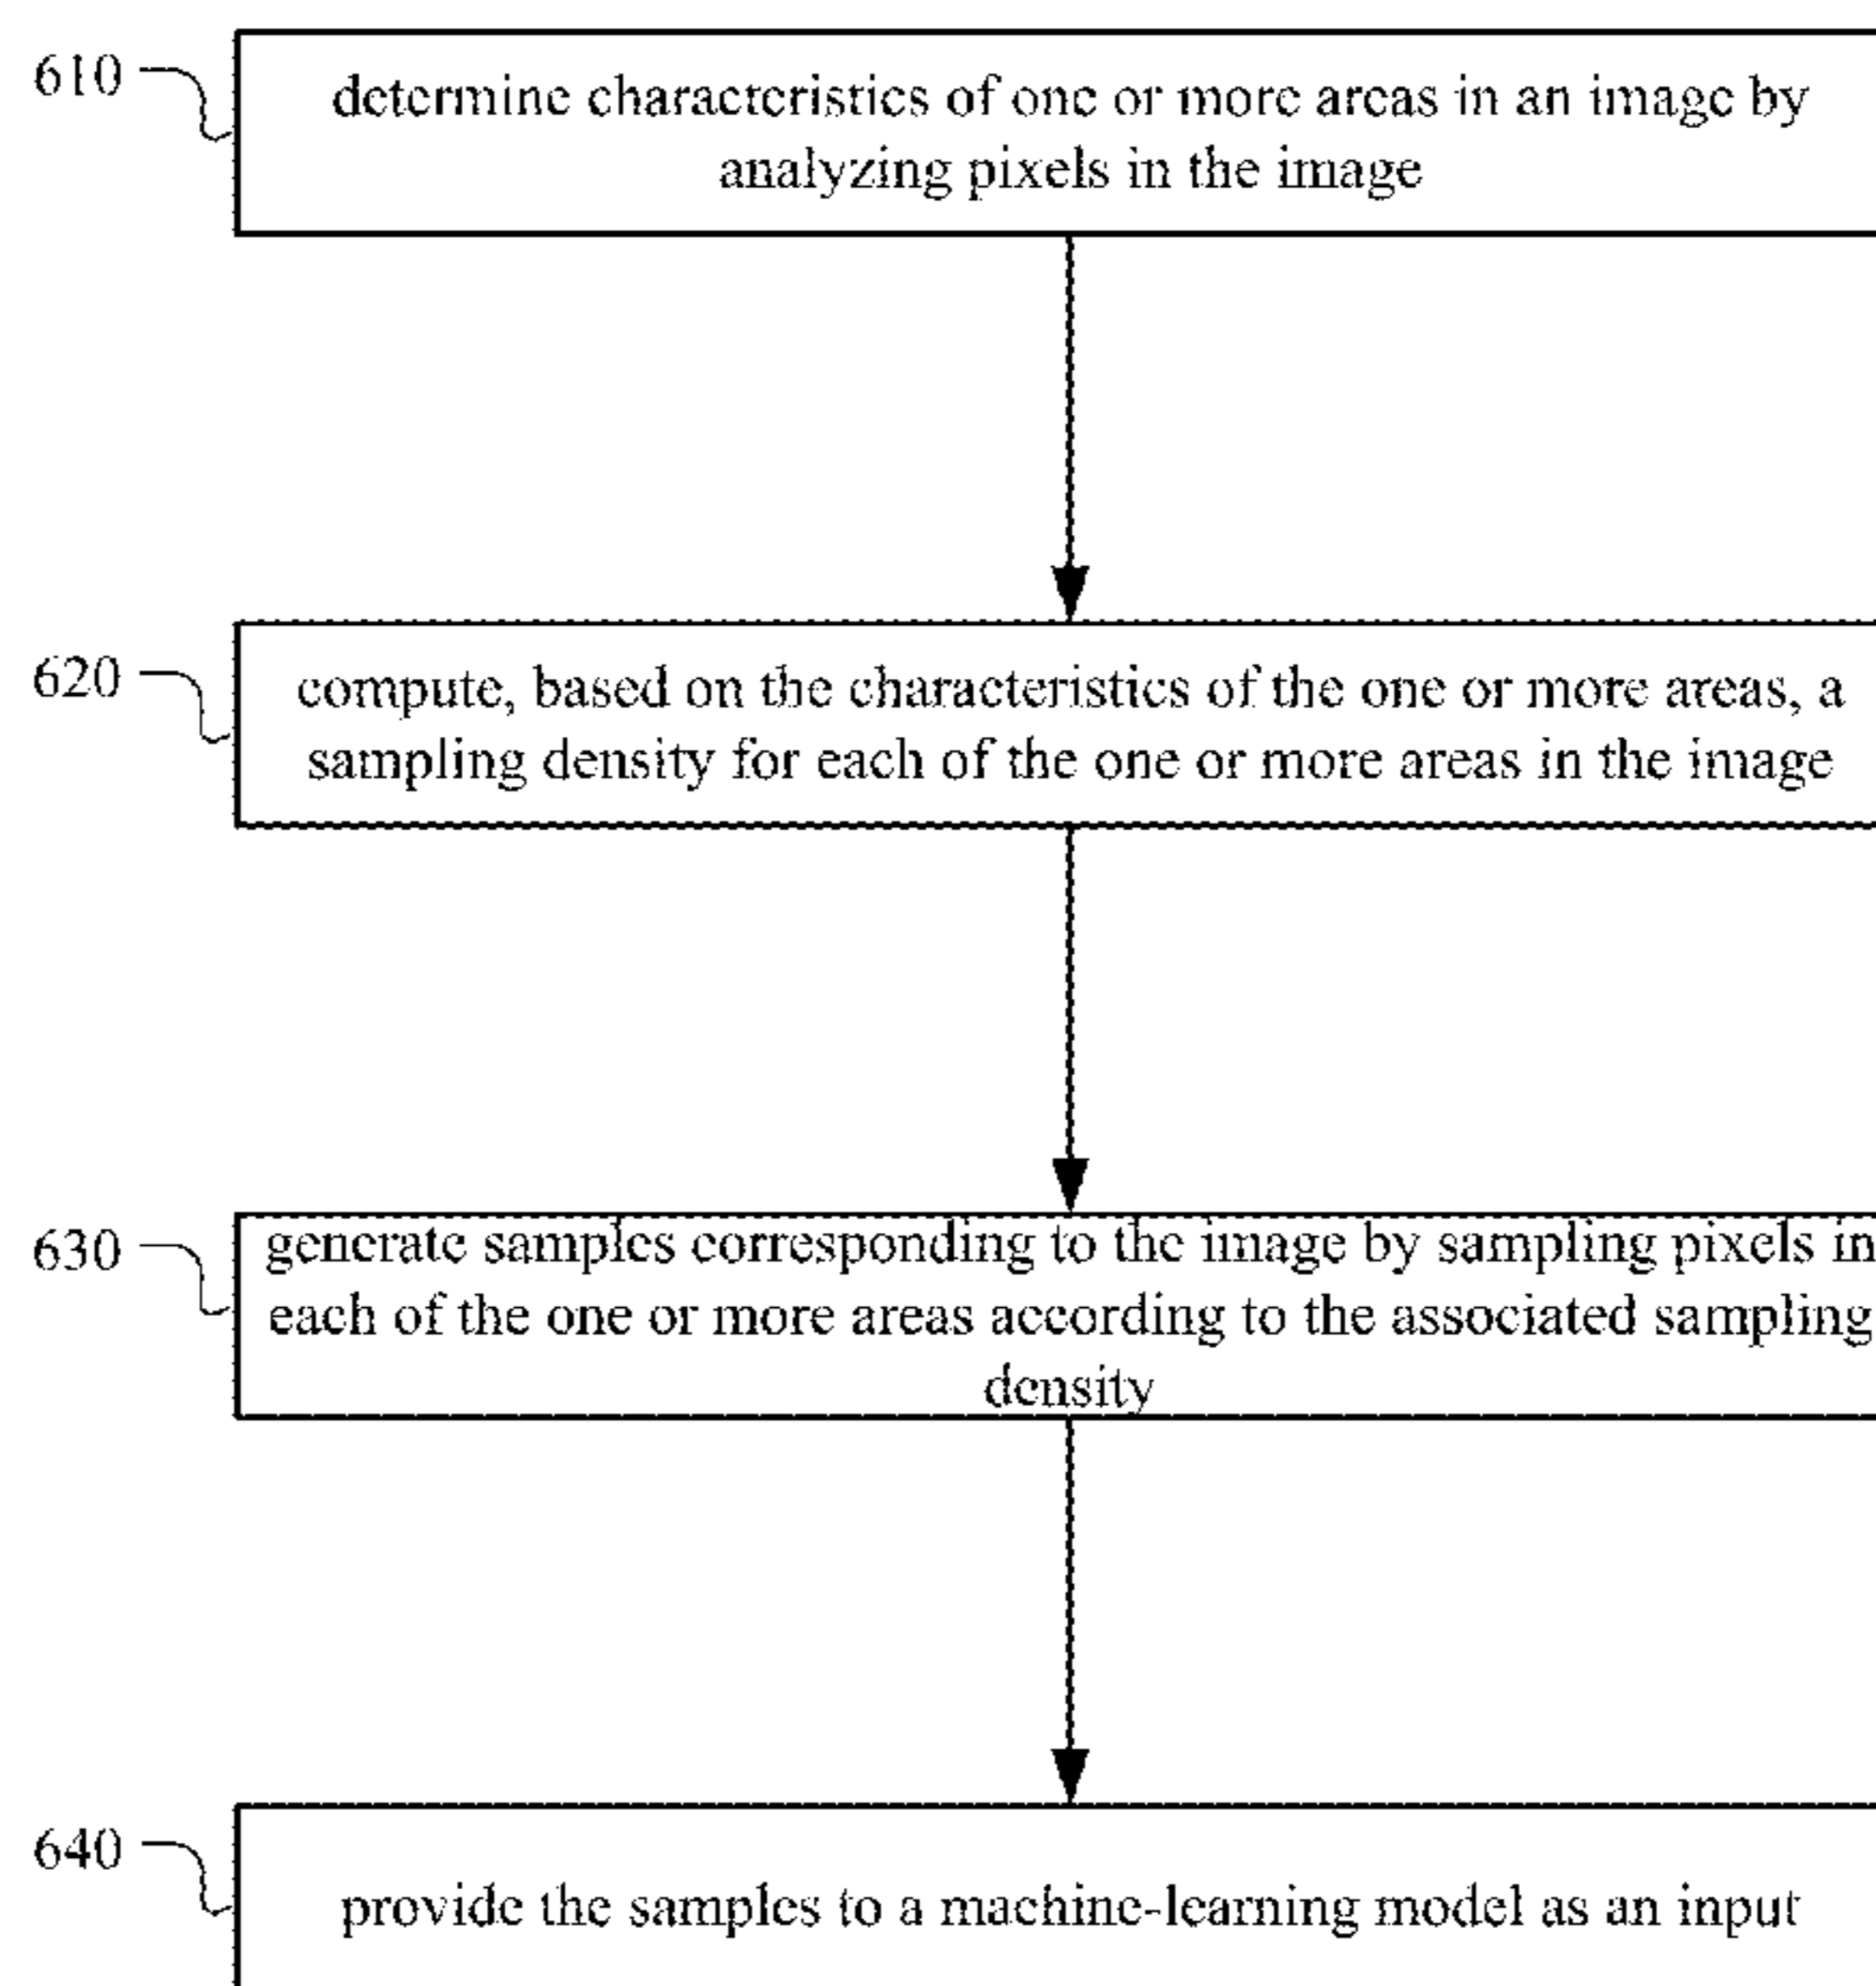 610
determine characteristics of one or more areas in an image by
analyzing pixels in the image
620
compute, based on the characteristics of the one or more areas, a
sampling density for each of the one or more areas in the image
630
generate samples corresponding to the image by sampling pixels in
each of the one or more areas according to the associated sampling
density
640
provide the samples to a machine-learning model as an input